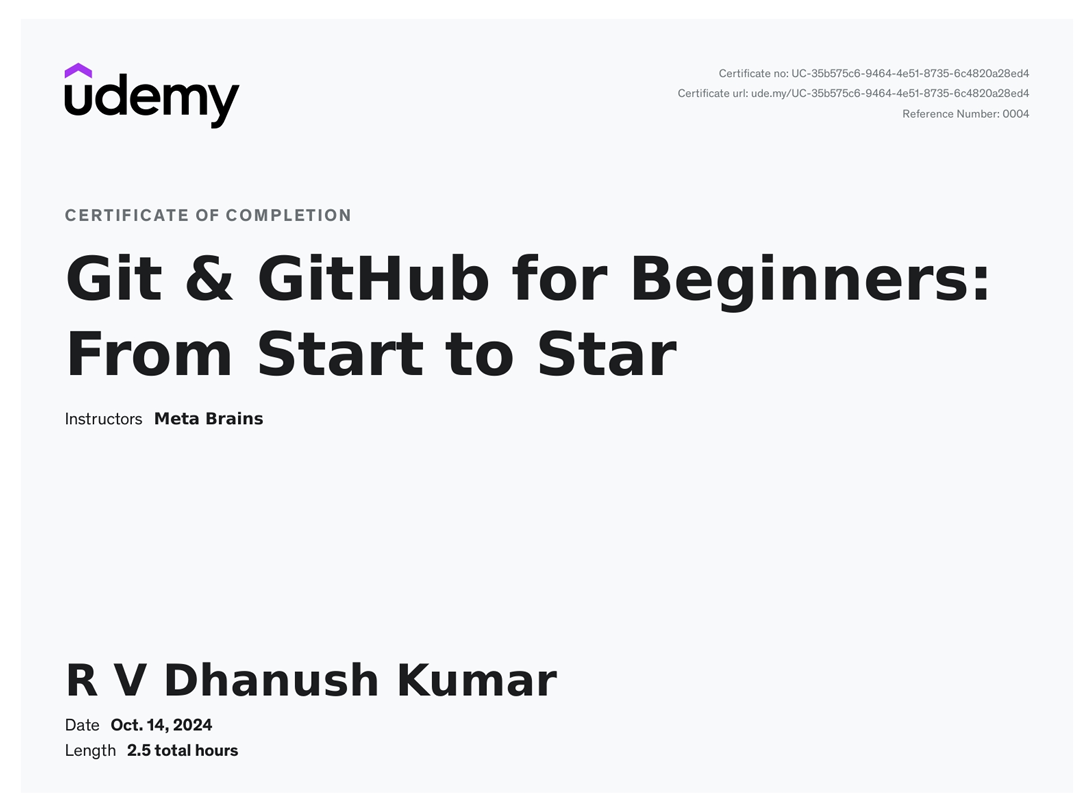 udemy
Certificate no: UC-35b575c6-9464-4e51-8735-6c4820a28ed4
Certificate url: ude.my/UC-35b575c6-9464-4e51-8735-6c4820a28ed4
Reference Number: 0004
CERTIFICATE OF COMPLETION
Git & GitHub for Beginners:
From Start to Star
Instructors Meta Brains
R V Dhanush Kumar
Date Oct. 14, 2024
Length 2.5 total hours